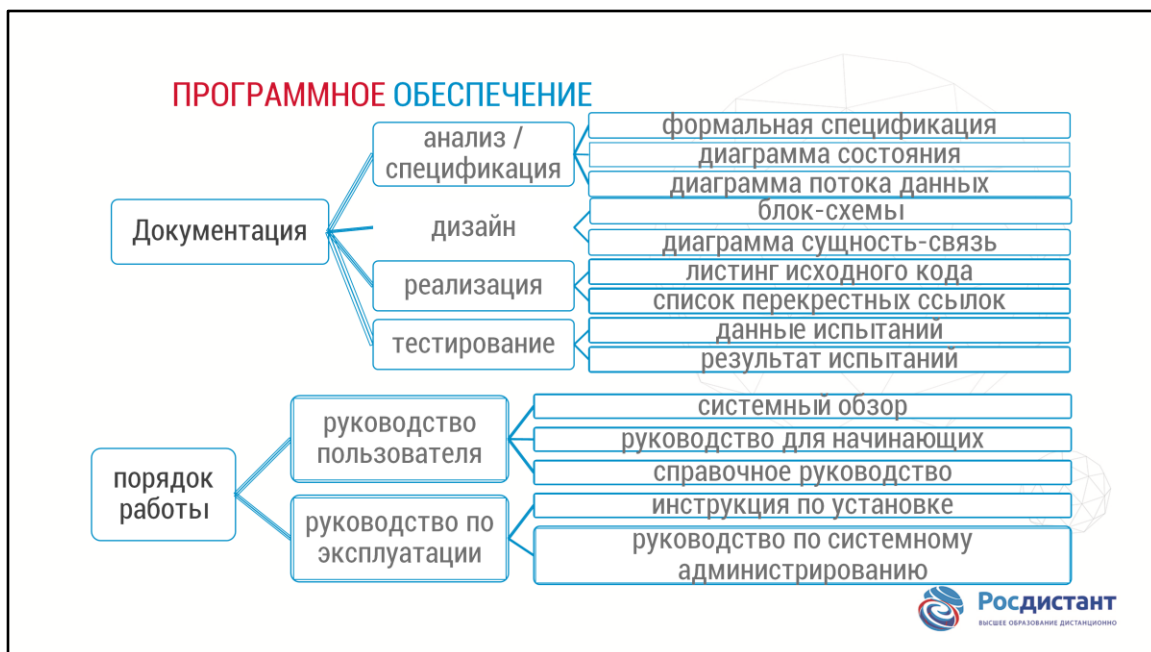 ПРОГРАММНОЕ ОБЕСПЕЧЕНИЕ
Документация
анализ /
спецификация
формальная спецификация
диаграмма состояния
диаграмма потока данных
дизайн
блок-схемы
диаграмма сущность-связь
реализация
листинг исходного кода
список перекрестных ссылок
тестирование
данные испытаний
результат испытаний
порядок
работы
руководство
пользователя
системный обзор
руководство для начинающих
справочное руководство
руководство по
эксплуатации
инструкция по установке
руководство по системному
администрированию
Росдистант
ВЫСШЕЕ ОБРАЗОВАНИЕ ДИСТАНЦИОННО